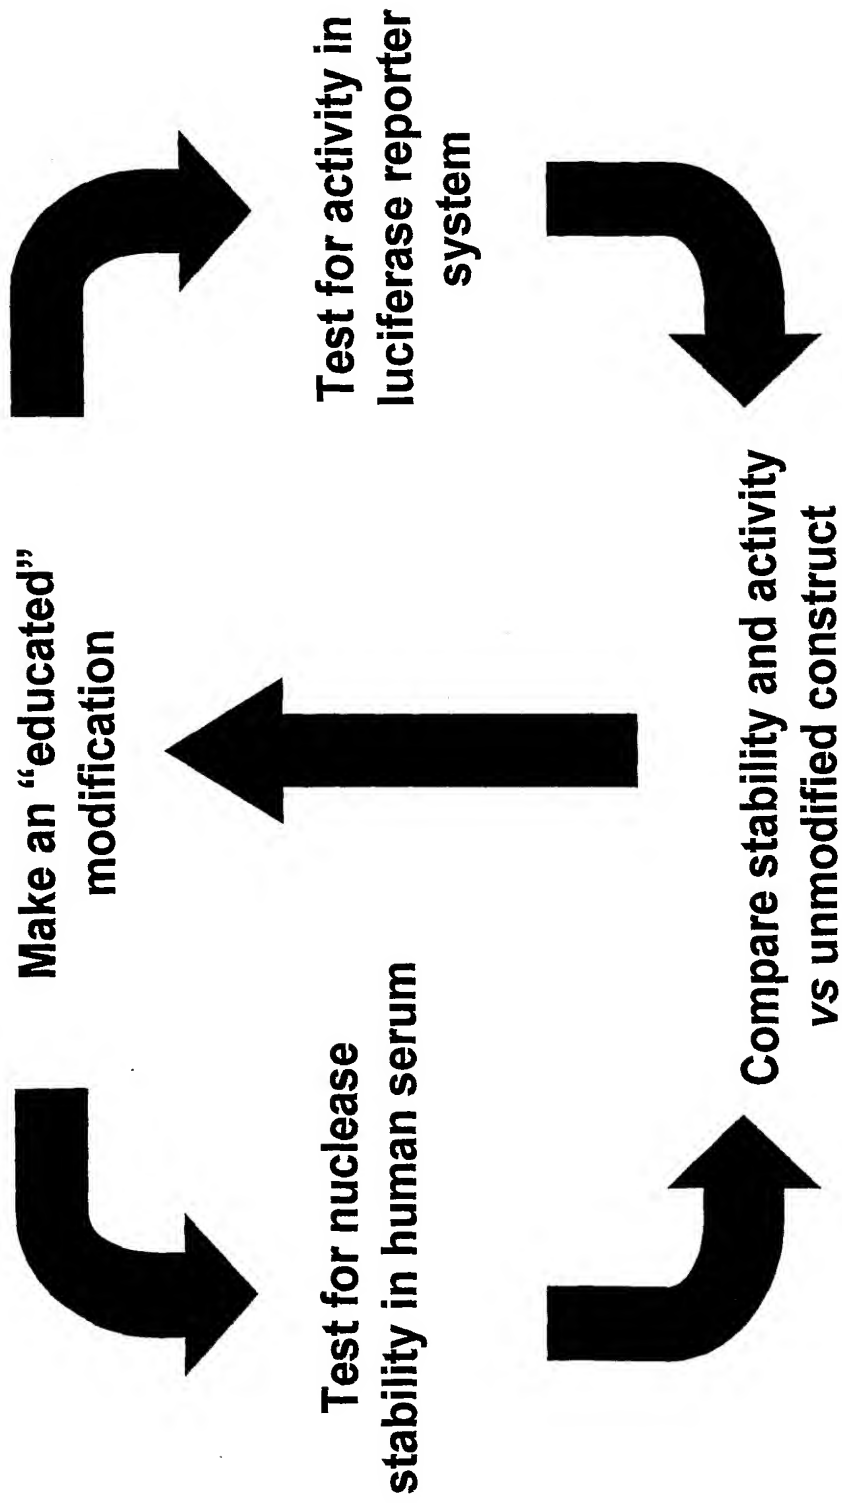 Make an “educated”
modification
Test for nuclease
stability in human serum
Test for activity in
luciferase reporter
system
Compare stability and activity
vs unmodified construct